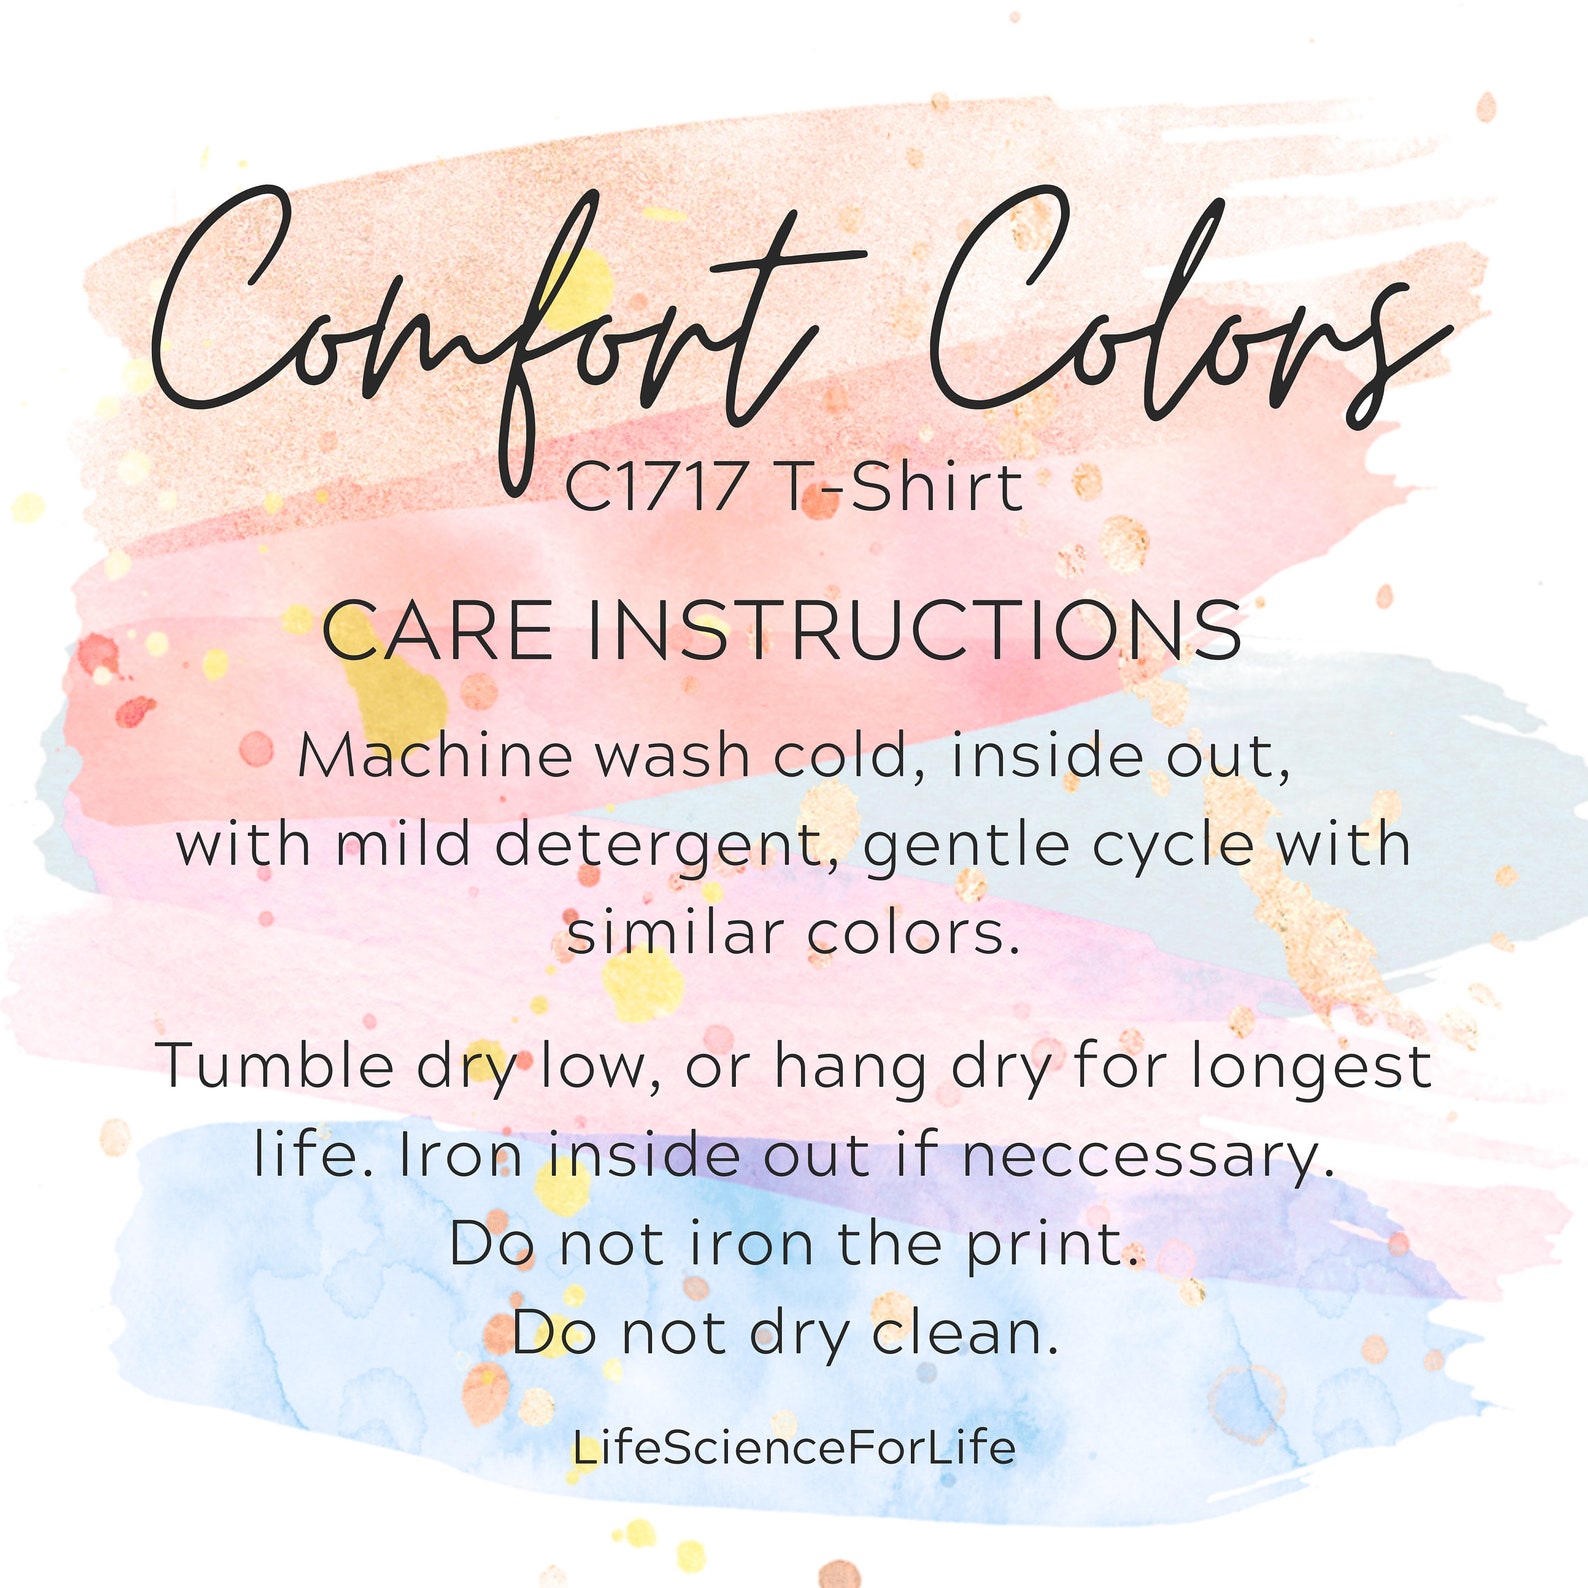 Comfort Colors
C1717 T-Shirt
CARE INSTRUCTIONS
Machine wash cold, inside out,
with mild detergent, gentle cycle with
similar colors.
Tumble dry low, or hang dry for longest
life. Iron inside out if neccessary.
Do not iron the print.
Do not dry clean.
LifeScienceForLife